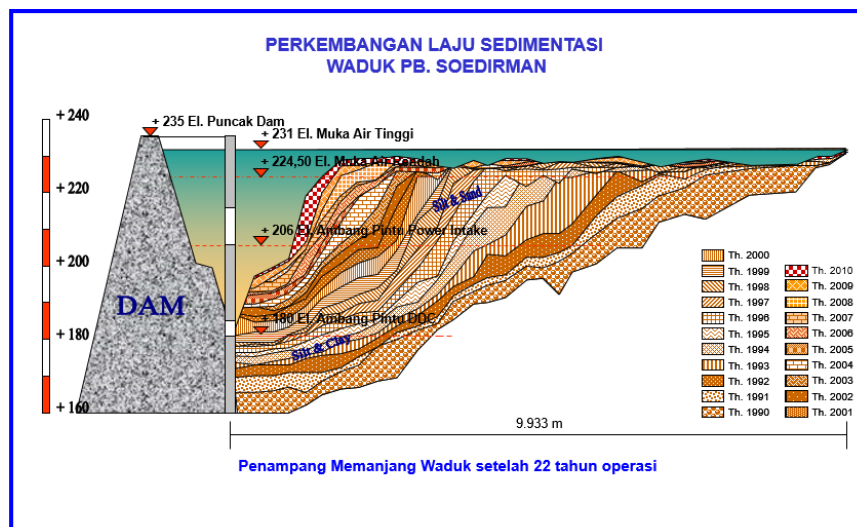 PERKEMBANGAN LAJU SEDIMENTASI
WADUK PB. SOEDIRMAN
+ 240
+ 220
+ 200
+ 180
+ 160
+ 235 El. Puncak Dam
+ 231 El. Muka Air Tinggi
+ 224,50 El. Muka Air Rendah
+ 206 El. Ambang Pintu Power Intake
+ 180 El. Ambang Pintu DDC
DAM
Silt & Sand
Silt & Clay
Th. 2000
Th. 1999
Th. 1998
Th. 1997
Th. 1996
Th. 1995
Th. 1994
Th. 1993
Th. 1992
Th. 1991
Th. 1990
Th. 2010
Th. 2009
Th. 2008
Th. 2007
Th. 2006
Th. 2005
Th. 2004
Th. 2003
Th. 2002
Th. 2001
9.933 m
Penampang Memanjang Waduk setelah 22 tahun operasi